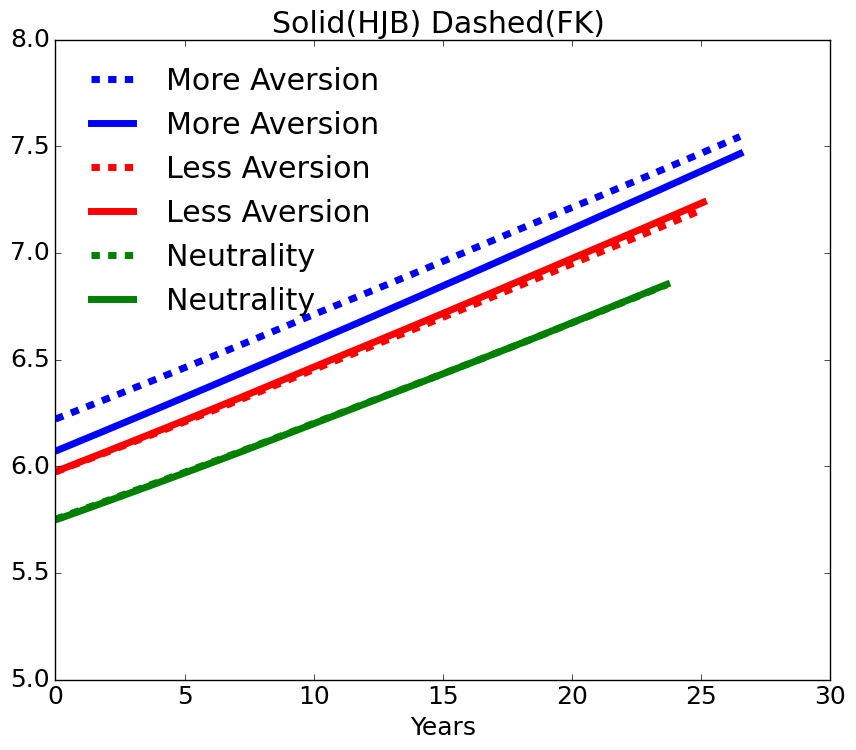 Solid(HJB) Dashed(FK)
8.0
7.5
7.0
6.5
6.0
5.5
5.0
More Aversion
More Aversion
Less Aversion
Less Aversion
Neutrality
Neutrality
0 5 10 15 20 25 30
Years